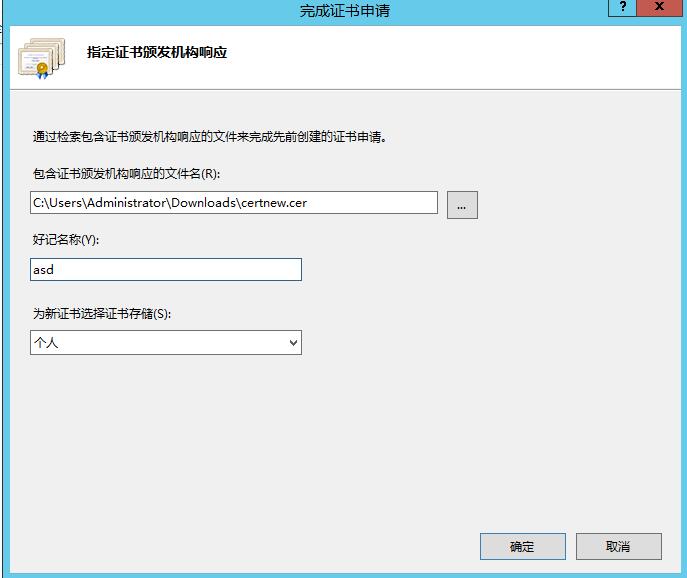 完成证书申请
?
x
指定证书颁发机构响应
通过检索包含证书颁发机构响应的文件来完成先前创建的证书申请。
包含证书颁发机构响应的文件名(R):
C:\Users\Administrator\Downloads\certnew.cer
...
好记名称(Y):
asd
为新证书选择证书存储(S):
个人
确定
取消